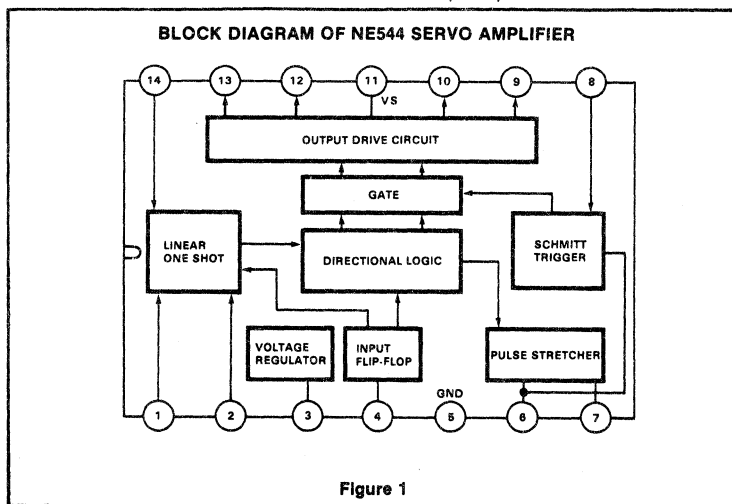 BLOCK DIAGRAM OF NE544 SERVO AMPLIFIER
14 13 12 11 10 9 8
VS
OUTPUT DRIVE CIRCUIT
GATE
LINEAR
ONE SHOT
DIRECTIONAL LOGIC
SCHMITT
TRIGGER
VOLTAGE
REGULATOR
INPUT
FLIP-FLOP
PULSE STRETCHER
GND
1 2 3 4 5 6 7
Figure 1